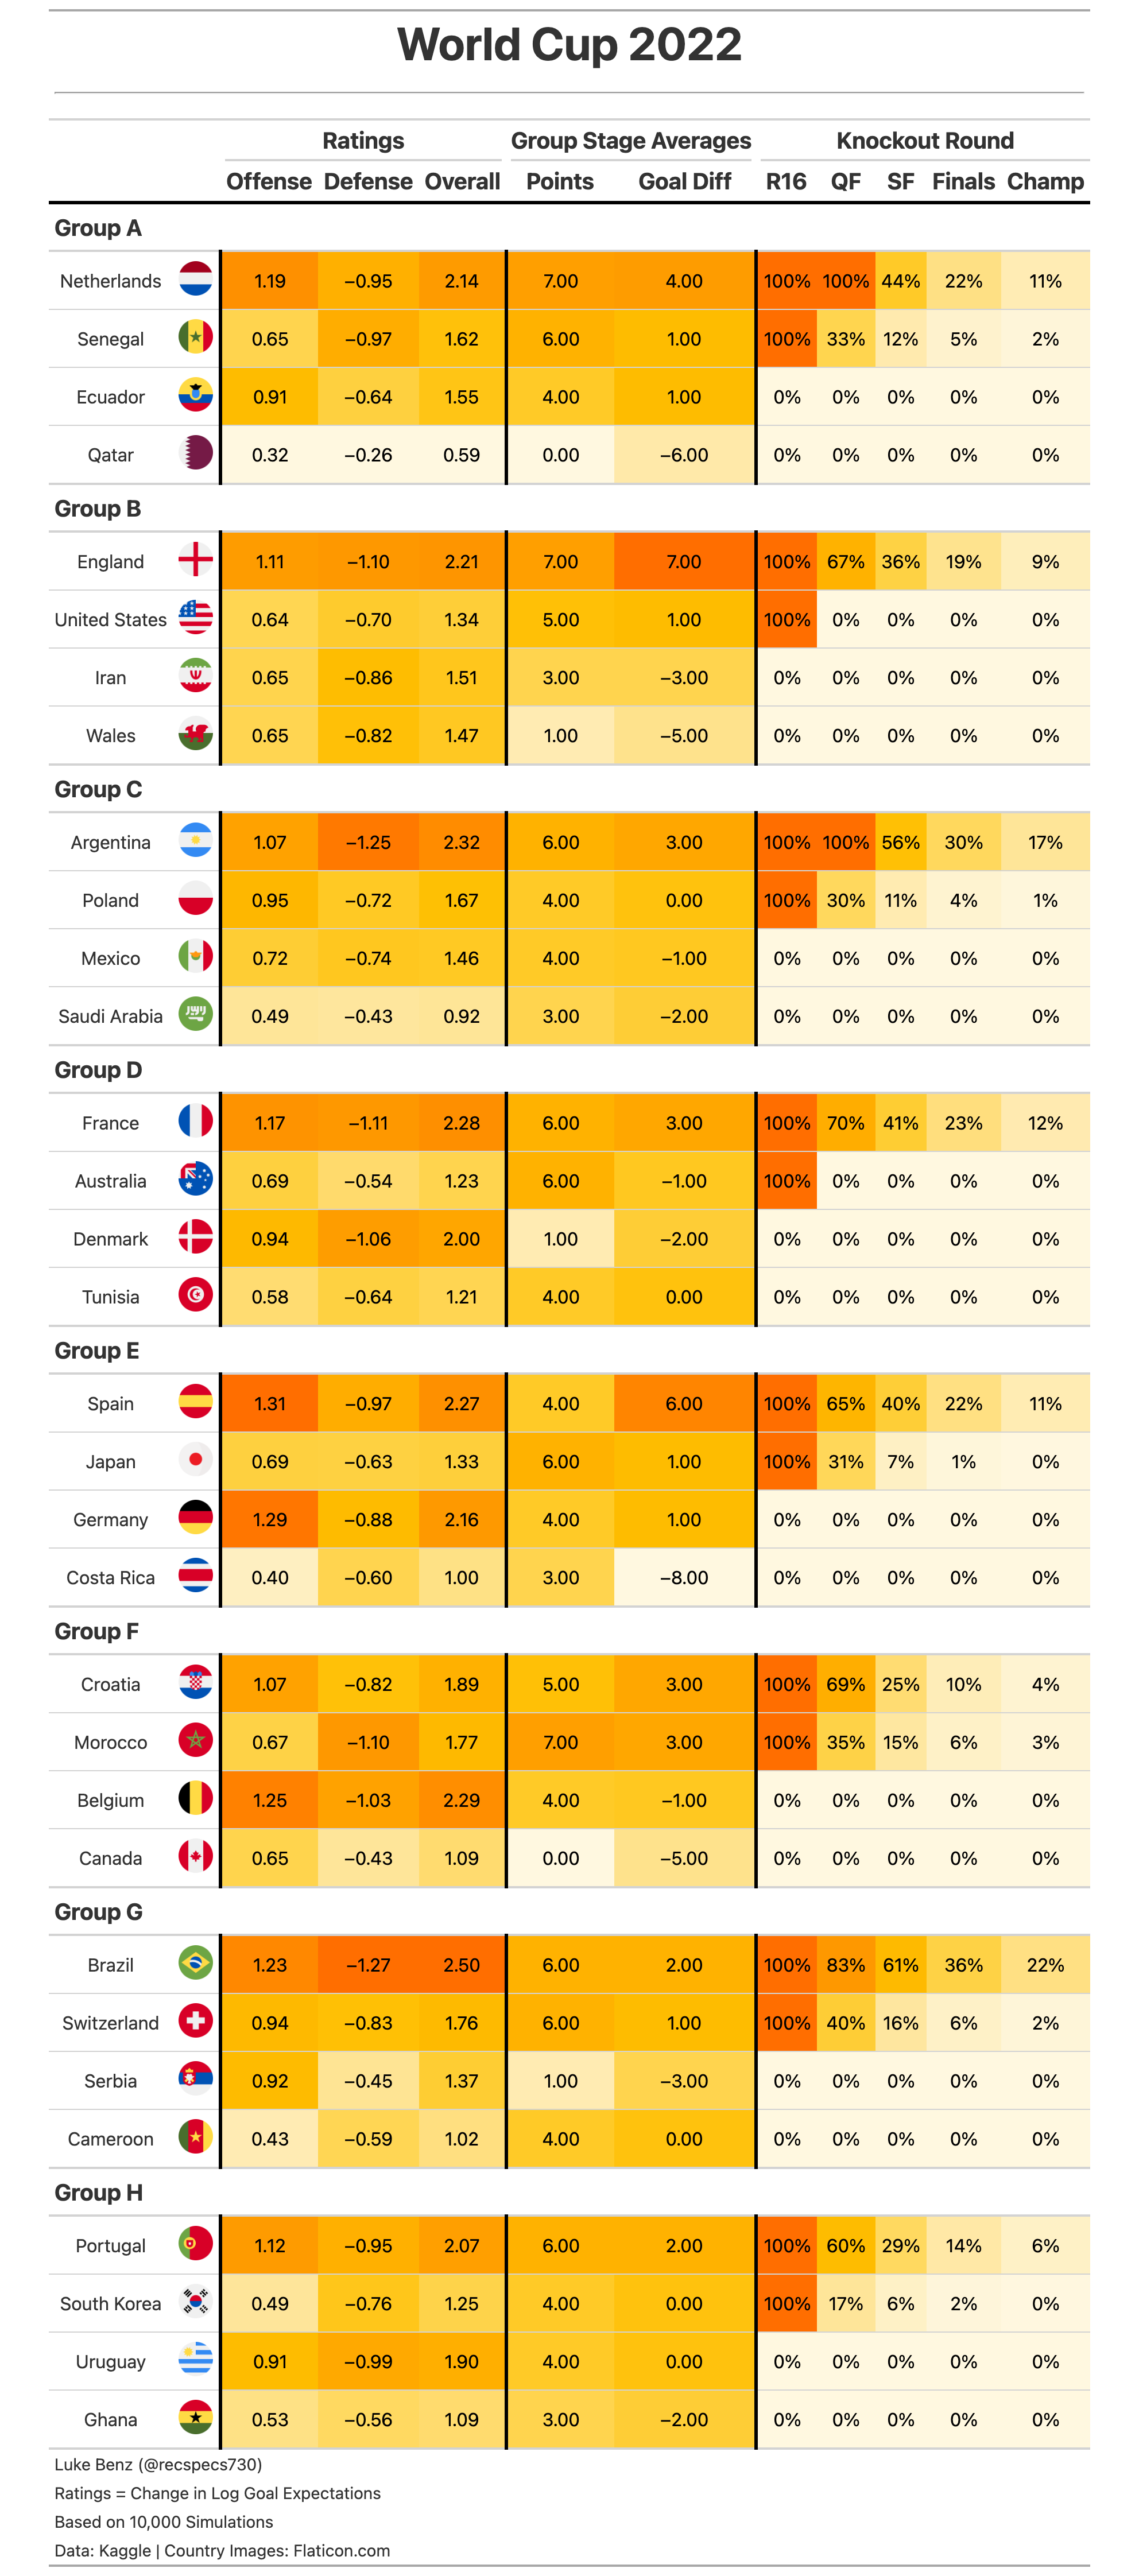 World Cup 2022
Ratings Group Stage Averages Knockout Round
Offense Defense Overall Points Goal Diff R16 QF SF Finals Champ
Group A
Netherlands 1.19 −0.95 2.14 7.00 4.00 100% 100% 44% 22% 11%
Senegal 0.65 −0.97 1.62 6.00 1.00 100% 33% 12% 5% 2%
Ecuador 0.91 −0.64 1.55 4.00 1.00 0% 0% 0% 0% 0%
Qatar 0.32 −0.26 0.59 0.00 −6.00 0% 0% 0% 0% 0%
Group B
England 1.11 −1.10 2.21 7.00 7.00 100% 67% 36% 19% 9%
United States 0.64 −0.70 1.34 5.00 1.00 100% 0% 0% 0% 0%
Iran 0.65 −0.86 1.51 3.00 −3.00 0% 0% 0% 0% 0%
Wales 0.65 −0.82 1.47 1.00 −5.00 0% 0% 0% 0% 0%
Group C
Argentina 1.07 −1.25 2.32 6.00 3.00 100% 100% 56% 30% 17%
Poland 0.95 −0.72 1.67 4.00 0.00 100% 30% 11% 4% 1%
Mexico 0.72 −0.74 1.46 4.00 −1.00 0% 0% 0% 0% 0%
Saudi Arabia 0.49 −0.43 0.92 3.00 −2.00 0% 0% 0% 0% 0%
Group D
France 1.17 −1.11 2.28 6.00 3.00 100% 70% 41% 23% 12%
Australia 0.69 −0.54 1.23 6.00 −1.00 100% 0% 0% 0% 0%
Denmark 0.94 −1.06 2.00 1.00 −2.00 0% 0% 0% 0% 0%
Tunisia 0.58 −0.64 1.21 4.00 0.00 0% 0% 0% 0% 0%
Group E
Spain 1.31 −0.97 2.27 4.00 6.00 100% 65% 40% 22% 11%
Japan 0.69 −0.63 1.33 6.00 1.00 100% 31% 7% 1% 0%
Germany 1.29 −0.88 2.16 4.00 1.00 0% 0% 0% 0% 0%
Costa Rica 0.40 −0.60 1.00 3.00 −8.00 0% 0% 0% 0% 0%
Group F
Croatia 1.07 −0.82 1.89 5.00 3.00 100% 69% 25% 10% 4%
Morocco 0.67 −1.10 1.77 7.00 3.00 100% 35% 15% 6% 3%
Belgium 1.25 −1.03 2.29 4.00 −1.00 0% 0% 0% 0% 0%
Canada 0.65 −0.43 1.09 0.00 −5.00 0% 0% 0% 0% 0%
Group G
Brazil 1.23 −1.27 2.50 6.00 2.00 100% 83% 61% 36% 22%
Switzerland 0.94 −0.83 1.76 6.00 1.00 100% 40% 16% 6% 2%
Serbia 0.92 −0.45 1.37 1.00 −3.00 0% 0% 0% 0% 0%
Cameroon 0.43 −0.59 1.02 4.00 0.00 0% 0% 0% 0% 0%
Group H
Portugal 1.12 −0.95 2.07 6.00 2.00 100% 60% 29% 14% 6%
South Korea 0.49 −0.76 1.25 4.00 0.00 100% 17% 6% 2% 0%
Uruguay 0.91 −0.99 1.90 4.00 0.00 0% 0% 0% 0% 0%
Ghana 0.53 −0.56 1.09 3.00 −2.00 0% 0% 0% 0% 0%
Luke Benz (@recspecs730)
Ratings = Change in Log Goal Expectations
Based on 10,000 Simulations
Data: Kaggle | Country Images: Flaticon.com